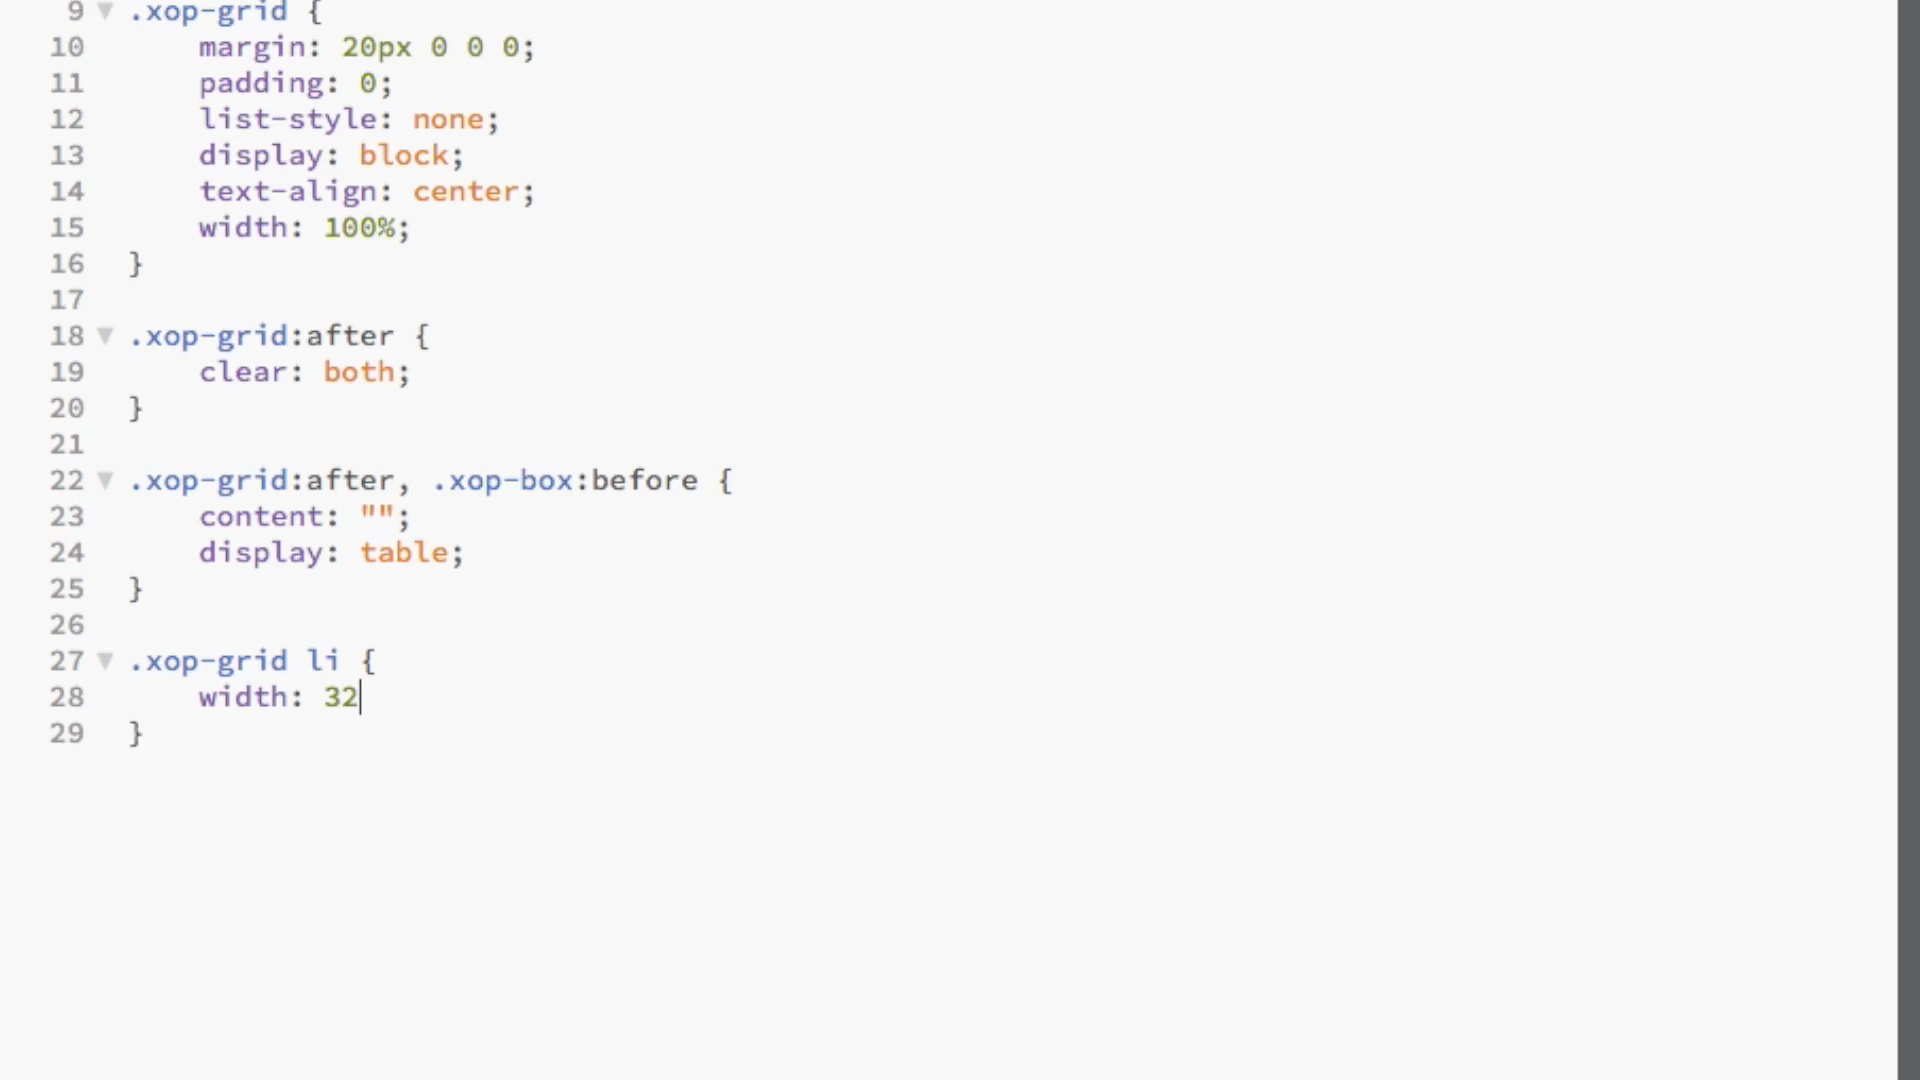 9 ▼ .xop-grid {
10 margin: 20px 0 0 0;
11 padding: 0;
12 list-style: none;
13 display: block;
14 text-align: center;
15 width: 100%;
16 }
17
18 ▼ .xop-grid:after {
19 clear: both;
20 }
21
22 ▼ .xop-grid:after, .xop-box:before {
23 content: "";
24 display: table;
25 }
26
27 ▼ .xop-grid li {
28 width: 32
29 }